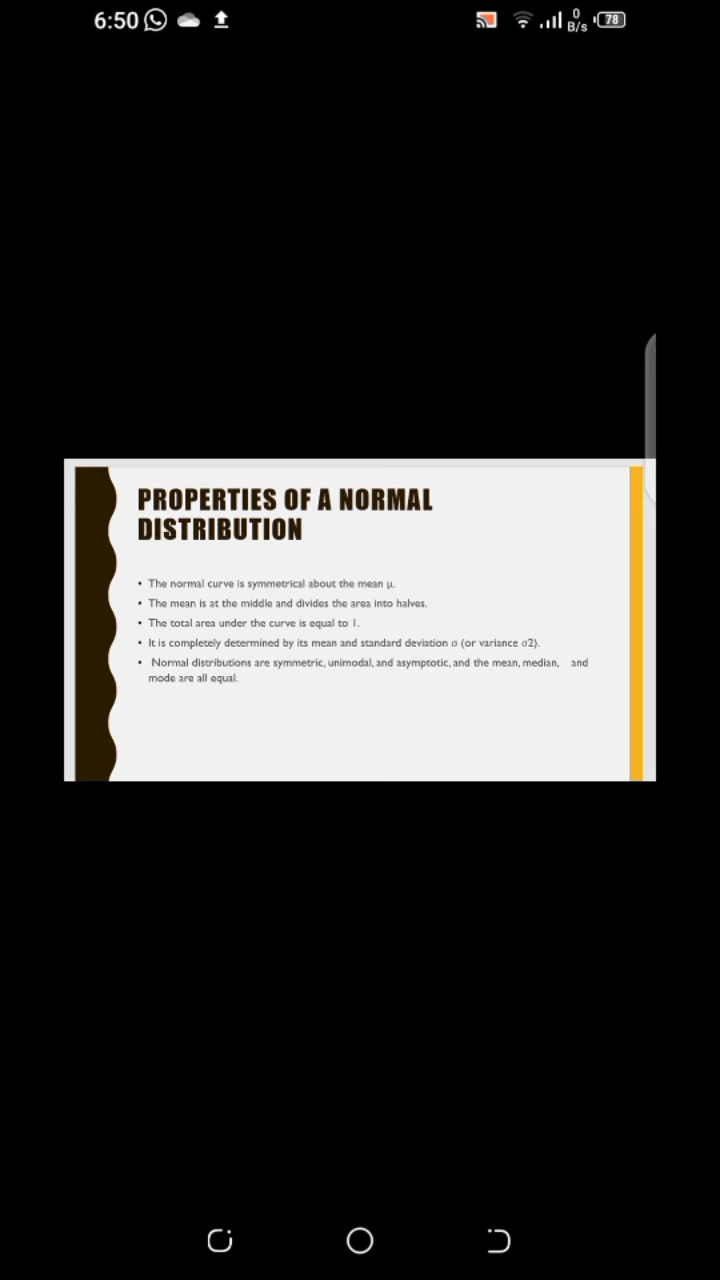 6:50
0
B/s
78
PROPERTIES OF A NORMAL
DISTRIBUTION
• The normal curve is symmetrical about the mean μ.
• The mean is at the middle and divides the area into halves.
• The total area under the curve is equal to 1.
• It is completely determined by its mean and standard deviation σ (or variance σ2).
• Normal distributions are symmetric, unimodal, and asymptotic, and the mean, median, and
mode are all equal.